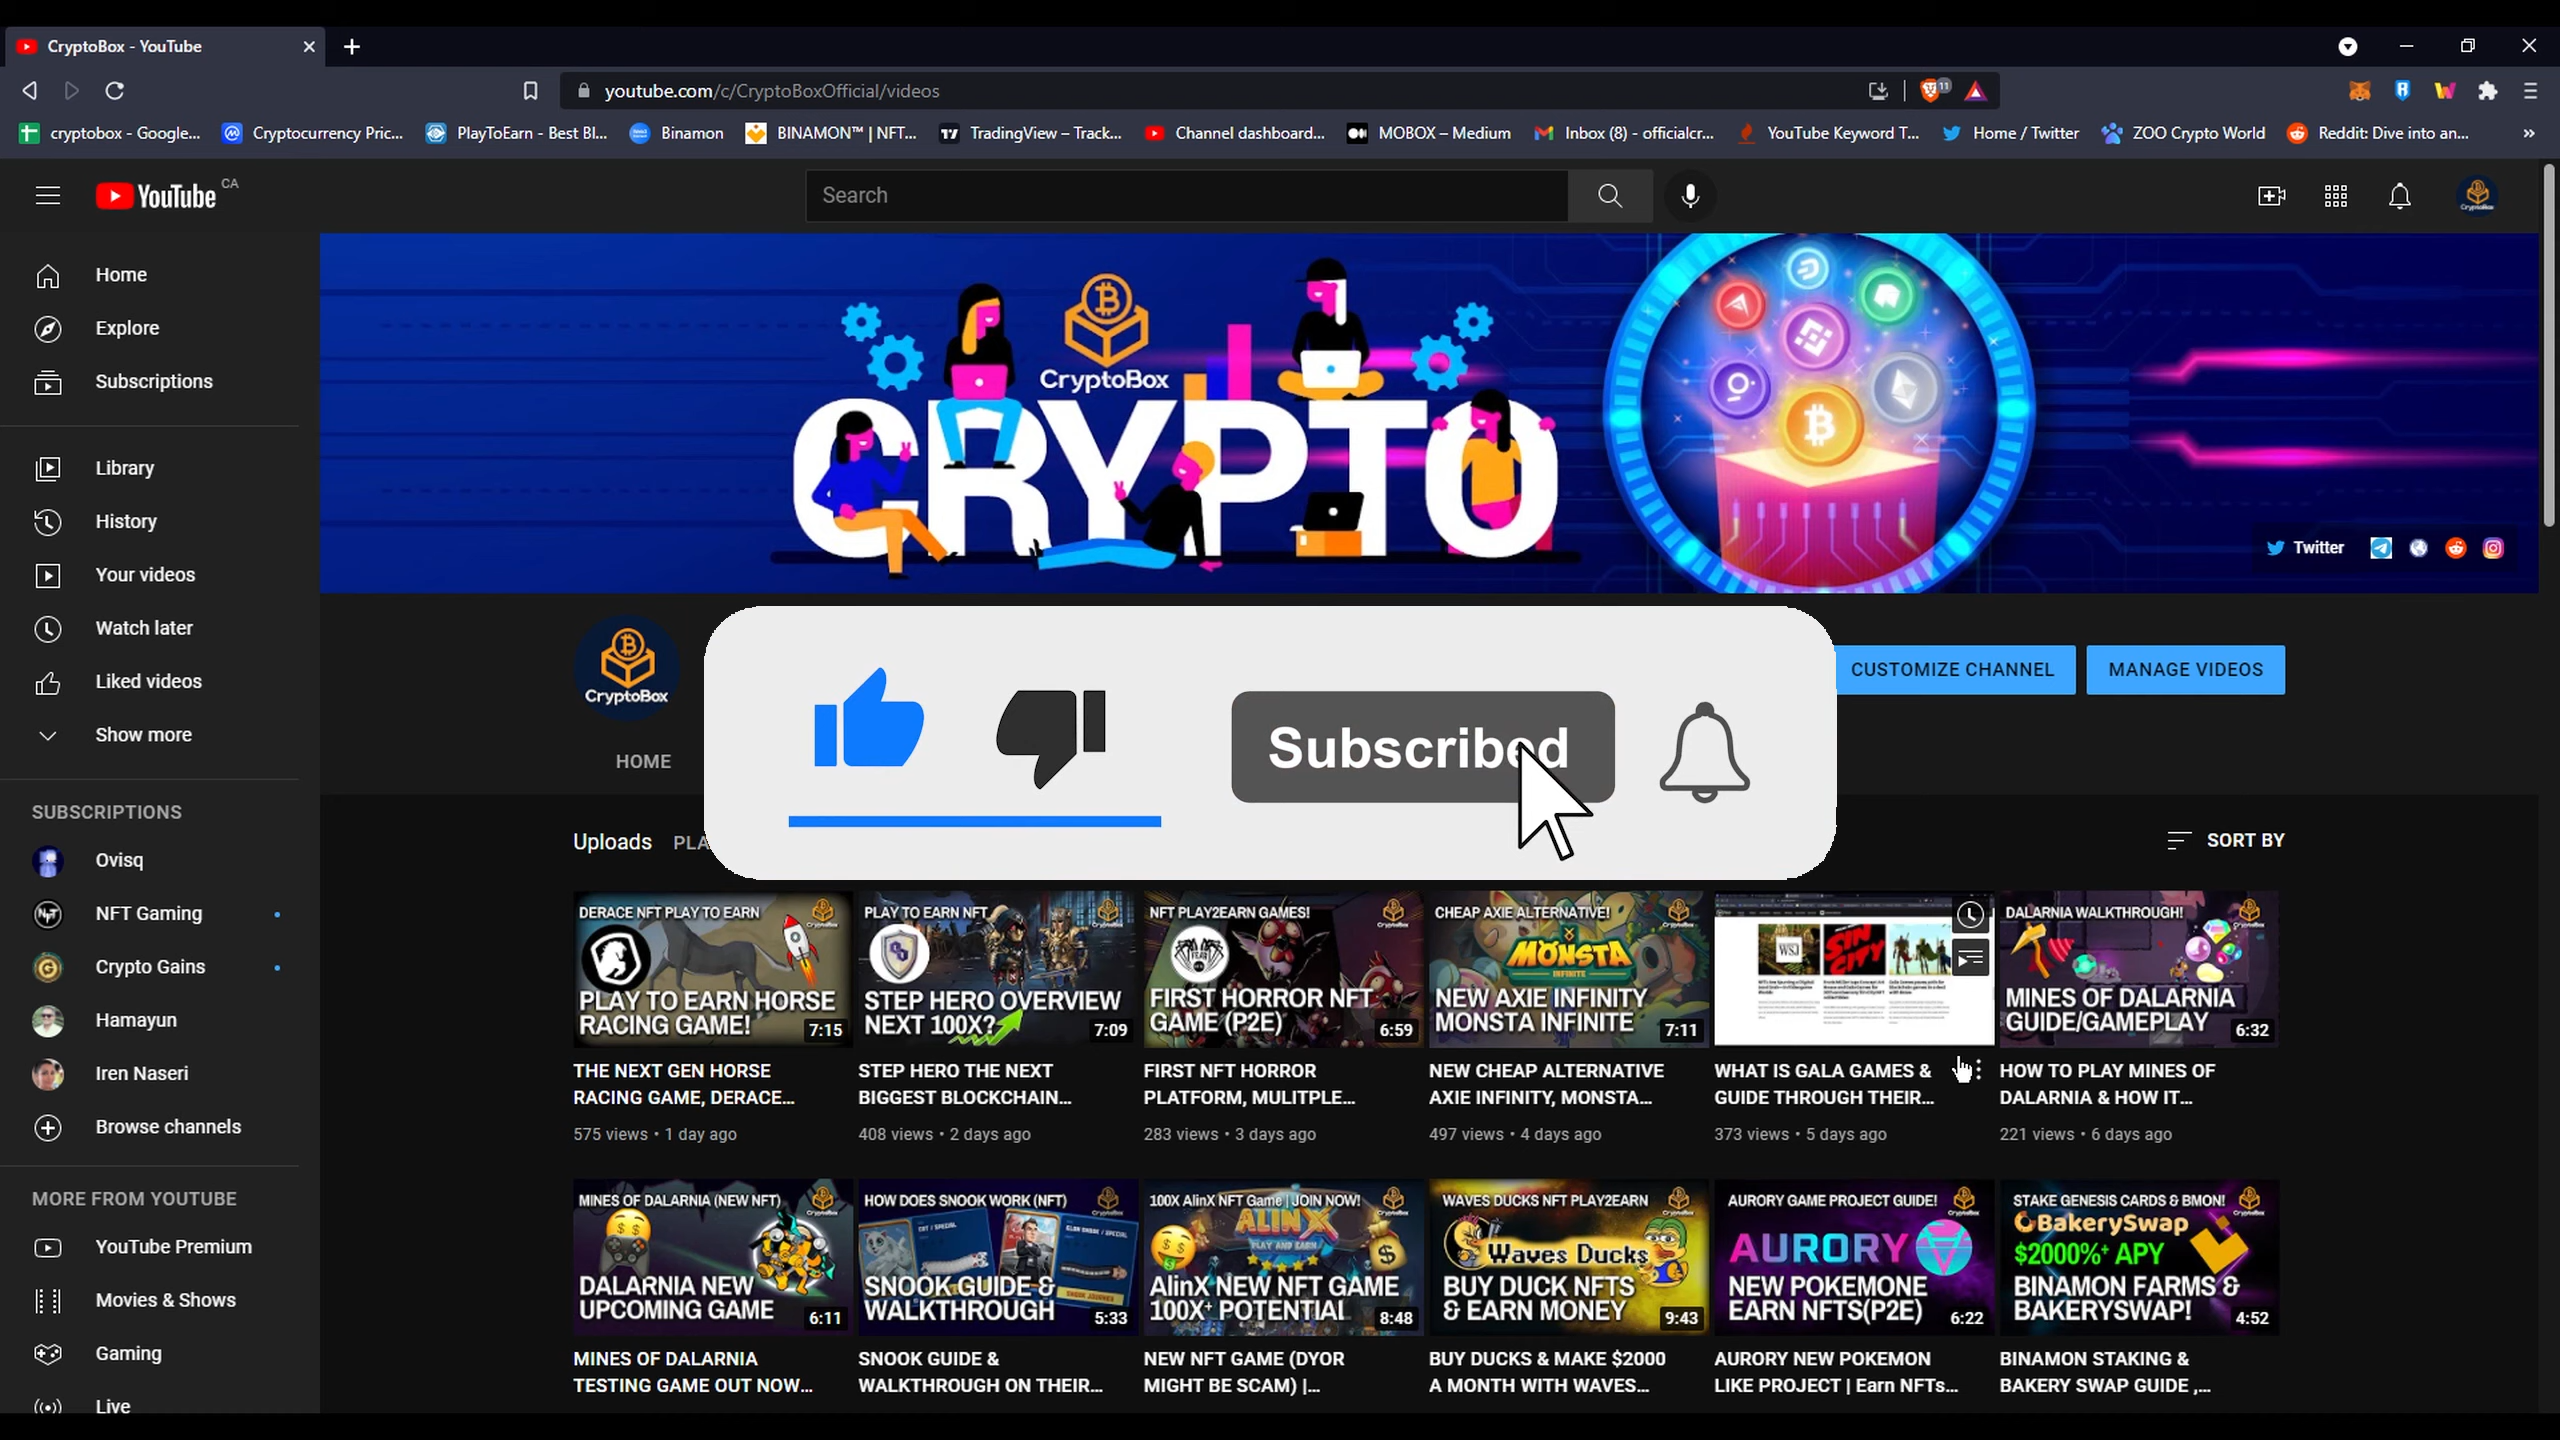 CryptoBox - YouTube
youtube.com/c/CryptoBoxOfficial/videos
11
cryptobox - Google...
Cryptocurrency Pric...
PlayToEarn - Best Bl...
Binamon
BINAMON™ | NFT...
TradingView – Track...
Channel dashboard...
MOBOX – Medium
Inbox (8) - officialcr...
YouTube Keyword T...
Home / Twitter
ZOO Crypto World
Reddit: Dive into an...
YouTube CA
Search
Home
Explore
Subscriptions
Library
History
Your videos
Watch later
Liked videos
Show more
SUBSCRIPTIONS
Ovisq
NFT Gaming
Crypto Gains
Hamayun
Iren Naseri
Browse channels
MORE FROM YOUTUBE
YouTube Premium
Movies & Shows
Gaming
Live
CryptoBox
CRYPTO
Twitter
CryptoBox
CUSTOMIZE CHANNEL
MANAGE VIDEOS
HOME
Subscribed
Uploads
PLA
SORT BY
DERACE NFT PLAY TO EARN
PLAY TO EARN HORSE
RACING GAME!
7:15
THE NEXT GEN HORSE
RACING GAME, DERACE...
575 views • 1 day ago
PLAY TO EARN NFT
STEP HERO OVERVIEW
NEXT 100X?
7:09
STEP HERO THE NEXT
BIGGEST BLOCKCHAIN...
408 views • 2 days ago
NFT PLAY2EARN GAMES!
FIRST HORROR NFT
GAME (P2E)
6:59
FIRST NFT HORROR
PLATFORM, MULITPLE...
283 views • 3 days ago
CHEAP AXIE ALTERNATIVE!
MONSTA
INFINITE
NEW AXIE INFINITY
MONSTA INFINITE
7:11
NEW CHEAP ALTERNATIVE
AXIE INFINITY, MONSTA...
497 views • 4 days ago
WSJ
SIN
CITY
WHAT IS GALA GAMES &
GUIDE THROUGH THEIR...
373 views • 5 days ago
DALARNIA WALKTHROUGH!
MINES OF DALARNIA
GUIDE/GAMEPLAY
6:32
HOW TO PLAY MINES OF
DALARNIA & HOW IT...
221 views • 6 days ago
MINES OF DALARNIA (NEW NFT)
DALARNIA NEW
UPCOMING GAME
6:11
MINES OF DALARNIA
TESTING GAME OUT NOW...
HOW DOES SNOOK WORK (NFT)
SNOOK GUIDE &
WALKTHROUGH
5:33
SNOOK GUIDE &
WALKTHROUGH ON THEIR...
100X AlinX NFT Game | JOIN NOW!
ALINX
PLAY AND EARN
AlinX NEW NFT GAME
100X+ POTENTIAL
8:48
NEW NFT GAME (DYOR
MIGHT BE SCAM) |...
WAVES DUCKS NFT PLAY2EARN
Waves Ducks
BUY DUCK NFTS
& EARN MONEY
9:43
BUY DUCKS & MAKE $2000
A MONTH WITH WAVES...
AURORY GAME PROJECT GUIDE!
AURORY
NEW POKEMONE
EARN NFTS(P2E)
6:22
AURORY NEW POKEMON
LIKE PROJECT | Earn NFTs...
STAKE GENESIS CARDS & BMON!
BakerySwap
$2000%+ APY
BINAMON FARMS &
BAKERYSWAP!
4:52
BINAMON STAKING &
BAKERY SWAP GUIDE ,...